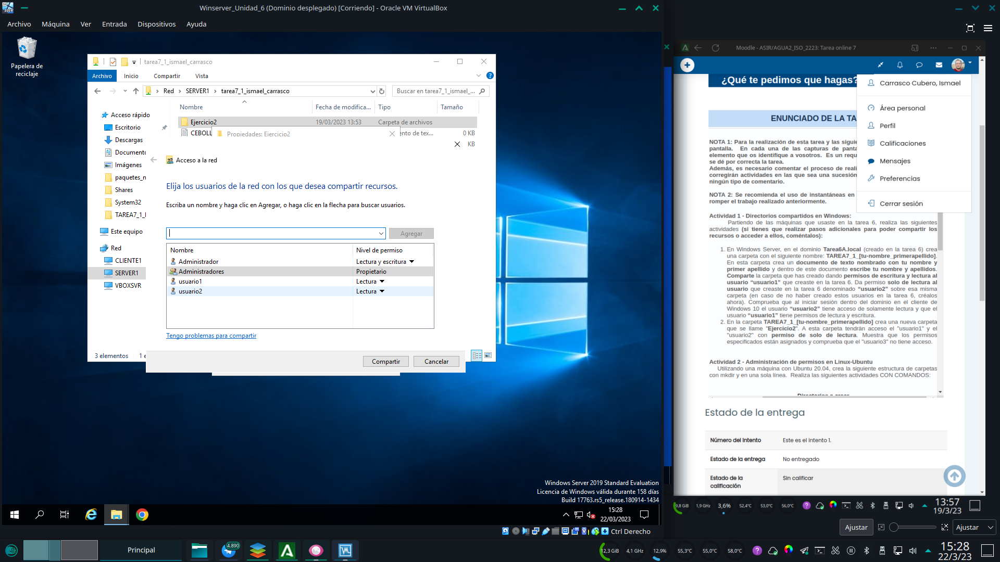 Winserver_Unidad_6 (Dominio desplegado) [Corriendo] - Oracle VM VirtualBox
Archivo Máquina Ver Entrada Dispositivos Ayuda
Papelera de
reciclaje
tarea7_1_ismael_carrasco
Archivo Inicio Compartir Vista
Red > SERVER1 > tarea7_1_ismael_carrasco
Buscar en tarea7_1_ismael_...
Nombre Fecha de modifica... Tipo Tamaño
Ejercicio2 19/03/2023 13:53 Carpeta de archivos
CEBOLL ento de tex... 0 KB
KB
Acceso rápido
Escritorio
Descargas
Documento
Imágenes
paquetes_n
Shares
System32
TAREA7_1_I
Este equipo
Red
CLIENTE1
SERVER1
VBOXSVR
3 elementos 1 e
Propiedades: Ejercicio2
Acceso a la red
Elija los usuarios de la red con los que desea compartir recursos.
Escriba un nombre y haga clic en Agregar, o haga clic en la flecha para buscar usuarios.
Agregar
Nombre Nivel de permiso
Administrador Lectura y escritura
Administradores Propietario
usuario1 Lectura
usuario2 Lectura
Tengo problemas para compartir
Compartir Cancelar
Windows Server 2019 Standard Evaluation
Licencia de Windows válida durante 158 días
Build 17763.rs5_release.180914-1434
15:28
22/03/2023
Ctrl Derecho
Moodle - ASIR/AGUA2_ISO_2223: Tarea online 7
¿Qué te pedimos que hagas?
Carrasco Cubero, Ismael
Área personal
Perfil
Calificaciones
Mensajes
Preferencias
Cerrar sesión
ENUNCIADO DE LA TA
NOTA 1: Para la realización de esta tarea y las siguie
pantalla. En cada una de las capturas de panta
elemento que os identifique a vosotros. Es un requ
se dé por correcta la tarea.
Además, es necesario comentar el proceso de reali
corregirán actividades en las que sea una sucesión
ningún tipo de comentario.
NOTA 2: Se recomienda el uso de instantáneas en
romper el trabajo realizado anteriormente.
Actividad 1 - Directorios compartidos en Windows:
Partiendo de las máquinas que usaste en la tarea 6, realiza las siguientes
actividades (si tienes que realizar pasos adicionales para poder compartir los
recursos o acceder a ellos, coméntalos):
1. En Windows Server, en el dominio Tarea6A.local (creado en la tarea 6) crea
una carpeta con el siguiente nombre: TAREA7_1_[tu-nombre_primerapellido].
En esta carpeta crea un documento de texto nombrado con tu nombre y
primer apellido y dentro de este documento escribe tu nombre y apellidos.
Comparte la carpeta que has creado dando permisos de escritura y lectura al
usuario “usuario1” que creaste en la tarea 6. Da permiso solo de lectura al
usuario que creaste en la tarea 6 denominado “usuario2” sobre esa misma
carpeta (en caso de no haber creado estos usuarios en la tarea 6, créalos
ahora). Comprueba que al iniciar sesión dentro del dominio en el cliente de
Windows 10 el usuario “usuario2” tiene acceso de solamente lectura y que el
usuario “usuario1” tiene permisos de lectura y escritura.
2. En la carpeta TAREA7_1_[tu-nombre_primerapellido] crea una nueva carpeta
que se llame "Ejercicio2". A esta carpeta tendrán acceso el "usuario1" y el
"usuario2" con permiso de solo de lectura. Muestra que los permisos
especificados están asignados y comprueba que el "usuario3" no tiene acceso.
Actividad 2 - Administración de permisos en Linux-Ubuntu
Utilizando una máquina con Ubuntu 20.04, crea la siguiente estructura de carpetas
con mkdir y en una sola línea. Realiza las siguientes actividades CON COMANDOS:
Directorios a crear
Estado de la entrega
Número del intento Este es el intento 1.
Estado de la entrega No entregado
Estado de la
calificación
Sin calificar
9,8 GiB 1,9 GHz 3,6% 52,4°C 53,0°C 56,0°C
13:57
19/3/23
Ajustar Ajustar
Principal
4.890
12,3 GiB 4,1 GHz 12,9% 55,3°C 55,0°C 58,0°C
15:28
22/3/23